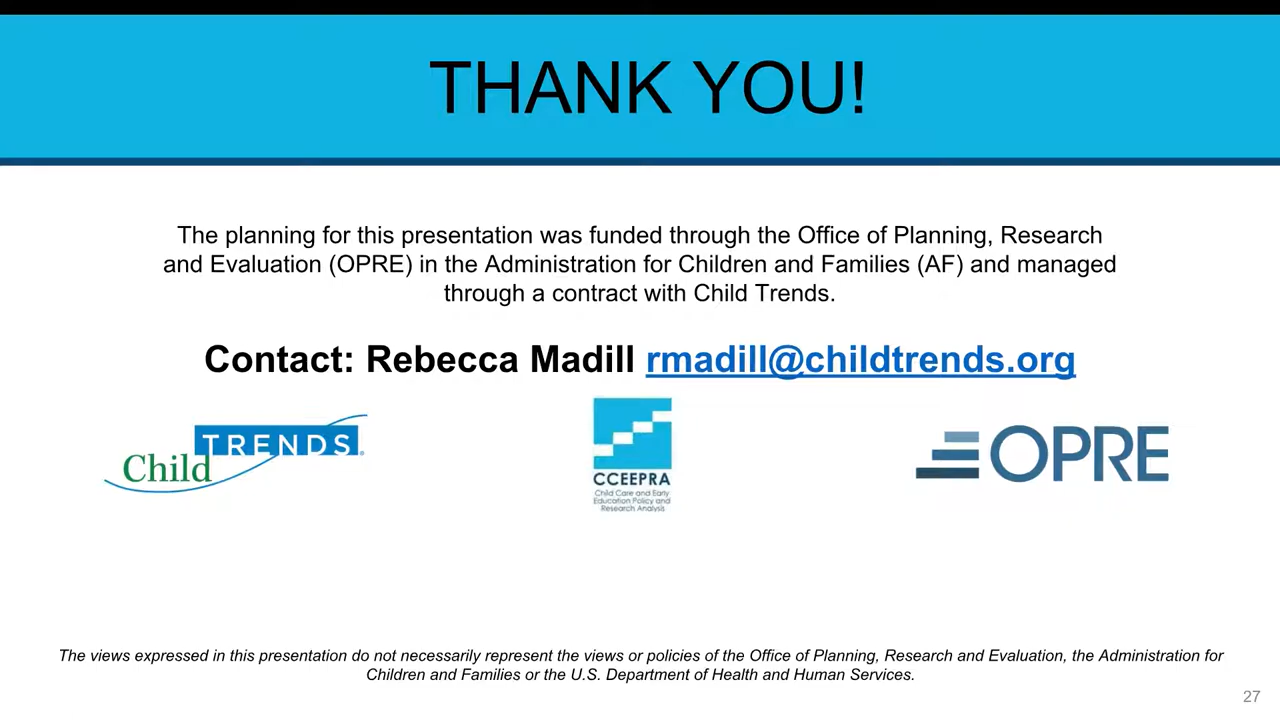 THANK YOU!
The planning for this presentation was funded through the Office of Planning, Research
and Evaluation (OPRE) in the Administration for Children and Families (AF) and managed
through a contract with Child Trends.
Contact: Rebecca Madill rmadill@childtrends.org
TRENDS®
Child
CCEEPRA
Child Care and Early
Education Policy and
Research Analysis
OPRE
The views expressed in this presentation do not necessarily represent the views or policies of the Office of Planning, Research and Evaluation, the Administration for
Children and Families or the U.S. Department of Health and Human Services.
27